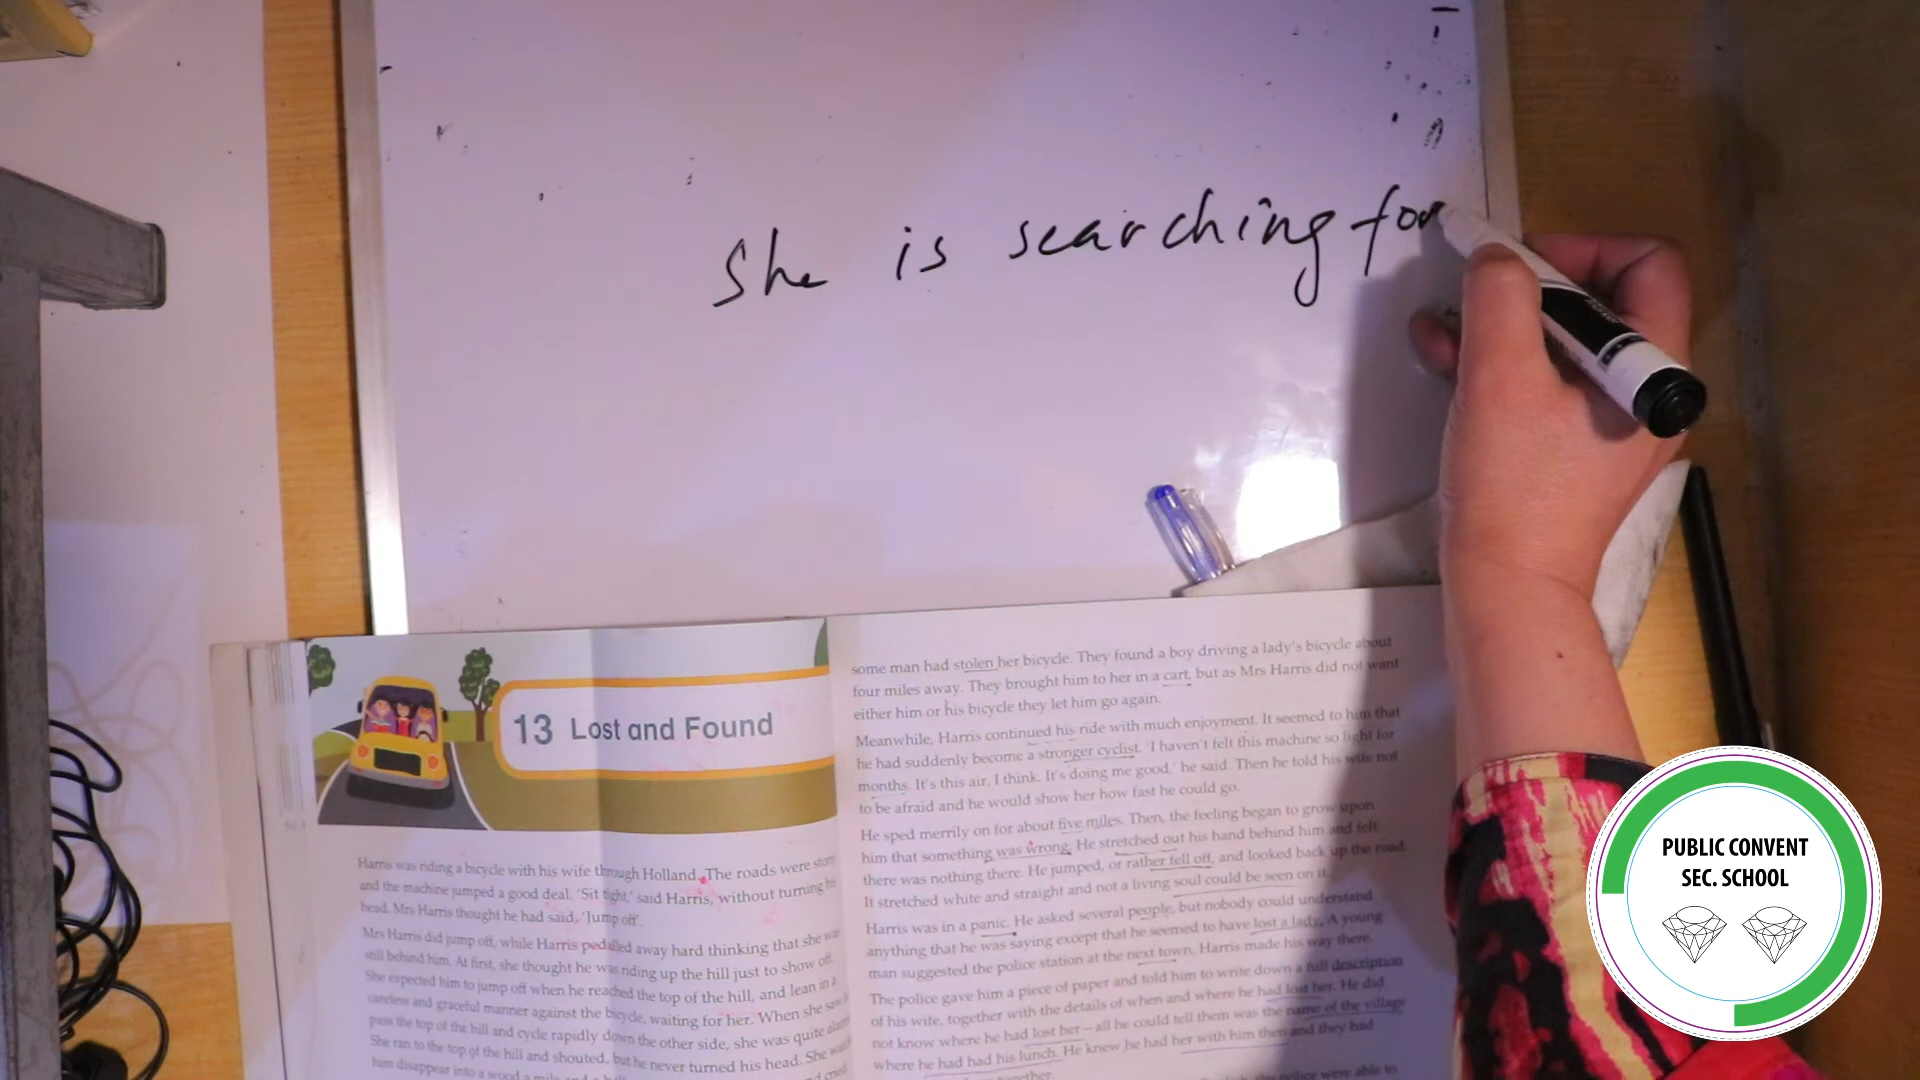 She is searching for
13 Lost and Found
Harris was riding a bicycle with his wife through Holland. The roads were stony
and the machine jumped a good deal. 'Sit tight,' said Harris, without turning his
head. Mrs Harris thought he had said, 'Jump off'.
Mrs Harris did jump off, while Harris pedalled away hard thinking that she was
still behind him. At first, she thought he was riding up the hill just to show off.
She expected him to jump off when he reached the top of the hill, and lean in a
careless and graceful manner against the bicycle, waiting for her. When she saw
pass the top of the hill and cycle rapidly down the other side, she was quite
She ran to the top of the hill and shouted, but he never turned his head. She
him disappear into a wood a mile and a
some man had stolen her bicycle. They found a boy driving a lady's bicycle about
four miles away. They brought him to her in a cart, but as Mrs Harris did not want
either him or his bicycle they let him go again.
Meanwhile, Harris continued his ride with much enjoyment. It seemed to him that
he had suddenly become a stronger cyclist. 'I haven't felt this machine so light for
months. It's this air, I think. It's doing me good,' he said. Then he told his wife not
to be afraid and he would show her how fast he could go.
He sped merrily on for about five miles. Then, the feeling began to grow upon
him that something was wrong. He stretched out his hand behind him and felt
there was nothing there. He jumped, or rather fell off, and looked back up the road.
It stretched white and straight and not a living soul could be seen on it.
Harris was in a panic. He asked several people, but nobody could understand
anything that he was saying except that he seemed to have lost a lady. A young
man suggested the police station at the next town. Harris made his way there.
The police gave him a piece of paper and told him to write down a full description
of his wife, together with the details of when and where he had lost her. He did
not know where he had lost her – all he could tell them was the name of the village
where he had had his lunch. He knew he had her with him then and they had
together.
police were able to
PUBLIC CONVENT
SEC. SCHOOL